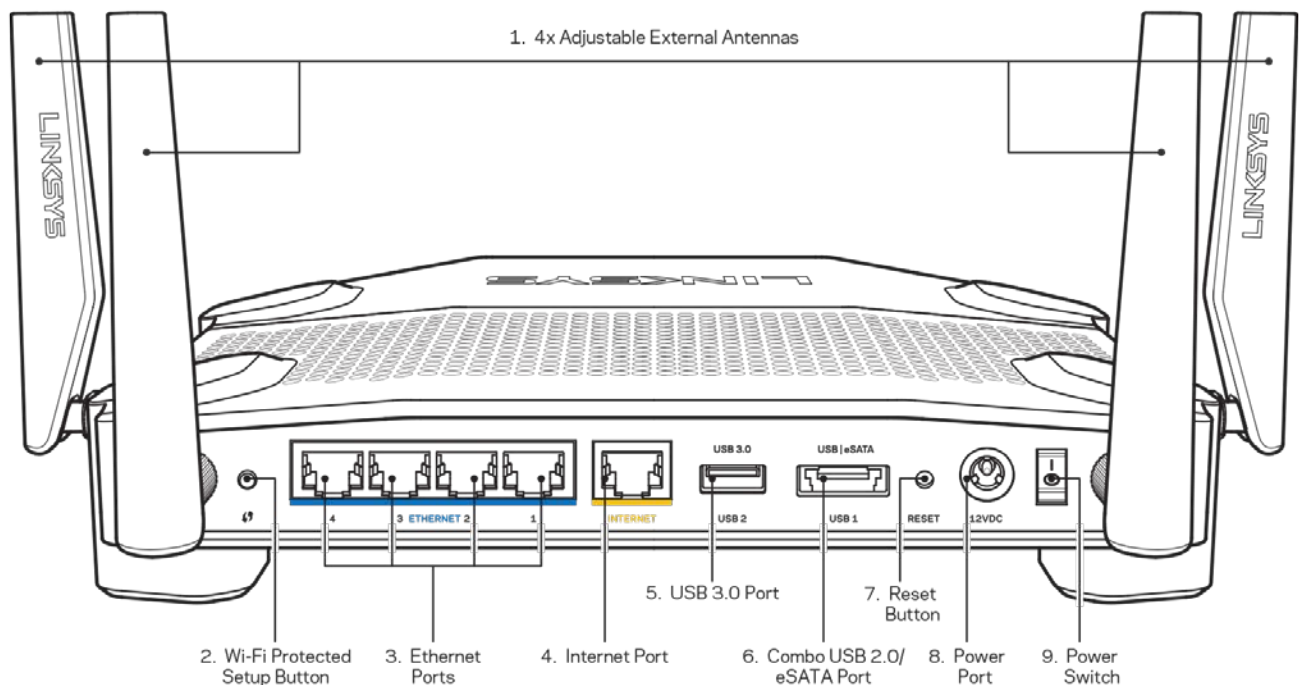 1. 4x Adjustable External Antennas
LINKSYS
LINKSYS
LINKSYS
USB 3.0
USB | eSATA
4
3 ETHERNET 2
1
INTERNET
USB 2
USB 1
RESET
12VDC
5. USB 3.0 Port
7. Reset
Button
2. Wi-Fi Protected
Setup Button
3. Ethernet
Ports
4. Internet Port
6. Combo USB 2.0/
eSATA Port
8. Power
Port
9. Power
Switch